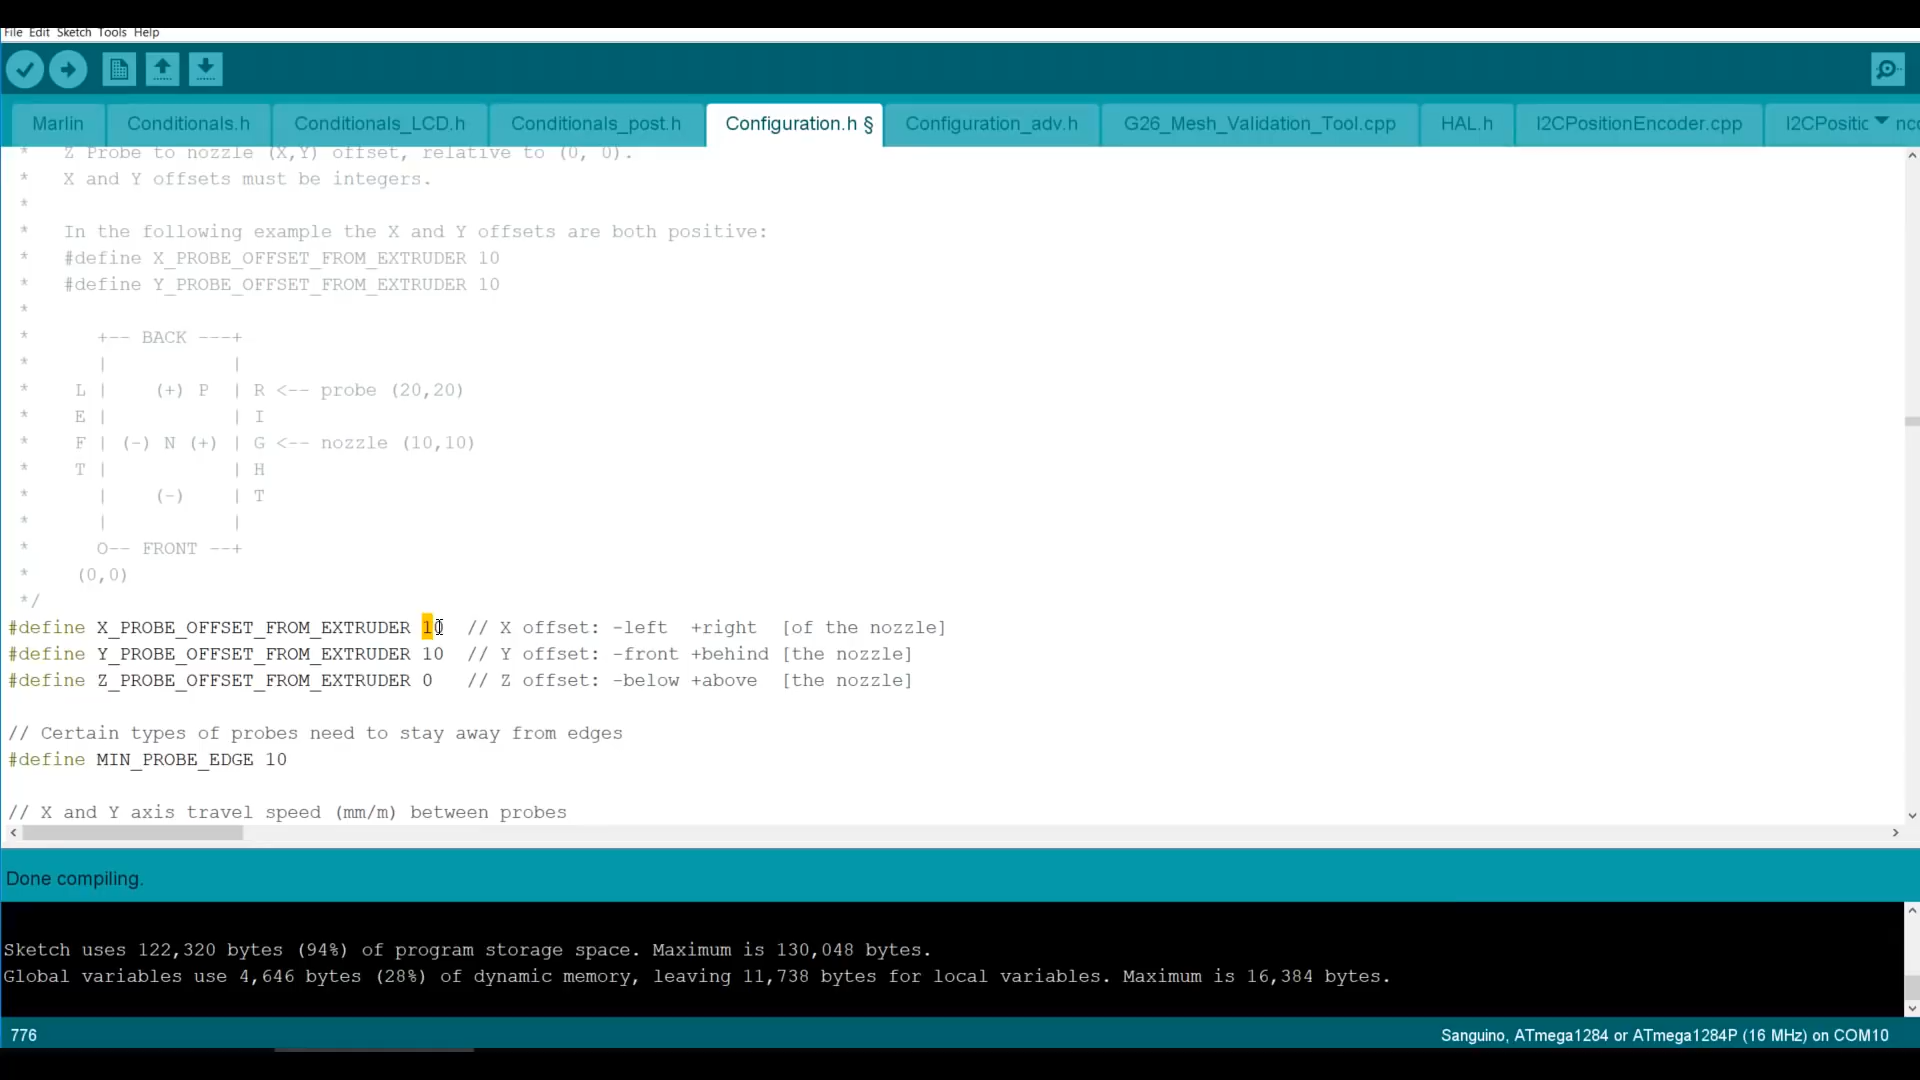 File Edit Sketch Tools Help
Marlin Conditionals.h Conditionals_LCD.h Conditionals_post.h Configuration.h § Configuration_adv.h G26_Mesh_Validation_Tool.cpp HAL.h I2CPositionEncoder.cpp I2CPositic
* Z Probe to nozzle (X,Y) offset, relative to (0, 0).
* X and Y offsets must be integers.
*
* In the following example the X and Y offsets are both positive:
* #define X_PROBE_OFFSET_FROM_EXTRUDER 10
* #define Y_PROBE_OFFSET_FROM_EXTRUDER 10
*
* +-- BACK ---+
* | |
* L | (+) P | R <-- probe (20,20)
* E | | I
* F | (-) N (+) | G <-- nozzle (10,10)
* T | | H
* | (-) | T
* | |
* O-- FRONT --+
* (0,0)
*/
#define X_PROBE_OFFSET_FROM_EXTRUDER 10 // X offset: -left +right [of the nozzle]
#define Y_PROBE_OFFSET_FROM_EXTRUDER 10 // Y offset: -front +behind [the nozzle]
#define Z_PROBE_OFFSET_FROM_EXTRUDER 0 // Z offset: -below +above [the nozzle]
// Certain types of probes need to stay away from edges
#define MIN_PROBE_EDGE 10
// X and Y axis travel speed (mm/m) between probes
Done compiling.
Sketch uses 122,320 bytes (94%) of program storage space. Maximum is 130,048 bytes.
Global variables use 4,646 bytes (28%) of dynamic memory, leaving 11,738 bytes for local variables. Maximum is 16,384 bytes.
776 Sanguino, ATmega1284 or ATmega1284P (16 MHz) on COM10